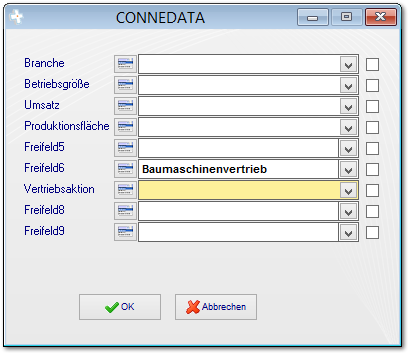 CONNEDATA
Branche
Betriebsgröße
Umsatz
Produktionsfläche
Freifeld5
Freifeld6 Baumaschinenvertrieb
Vertriebsaktion
Freifeld8
Freifeld9
OK Abbrechen